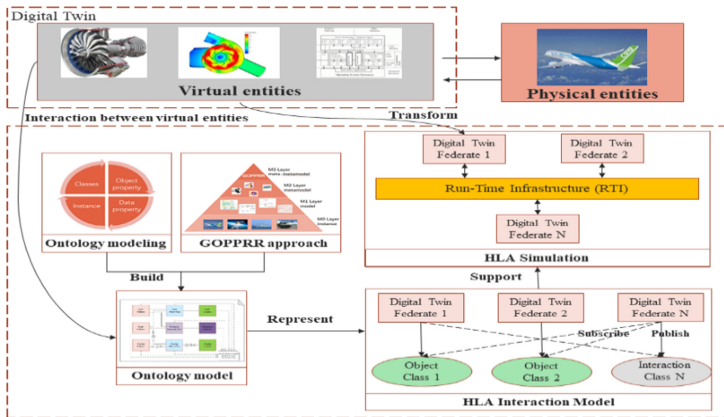 Digital Twin
Virtual entities
Physical entities
Interaction between virtual entities
Transform
Digital Twin
Federate 1
Digital Twin
Federate 2
Run-Time Infrastructure (RTI)
Digital Twin
Federate N
HLA Simulation
Classes
Object
property
Instance
Data
property
Ontology modeling
GOPPRR
M3-Layer
meta-metamodel
M2-Layer
metamodel
M1-Layer
model
M0-Layer
instance
GOPPRR approach
Build
Support
Ontology model
Represent
Digital Twin
Federate 1
Digital Twin
Federate 2
Digital Twin
Federate N
Subscribe
Publish
Object
Class 1
Object
Class 2
Interaction
Class N
HLA Interaction Model